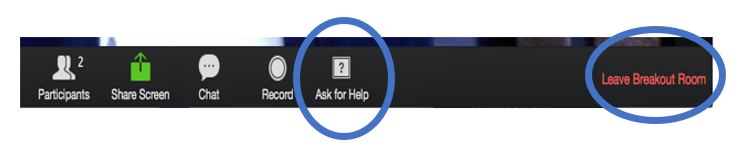 2
Participants
Share Screen
Chat
Record
?
Ask for Help
Leave Breakout Room